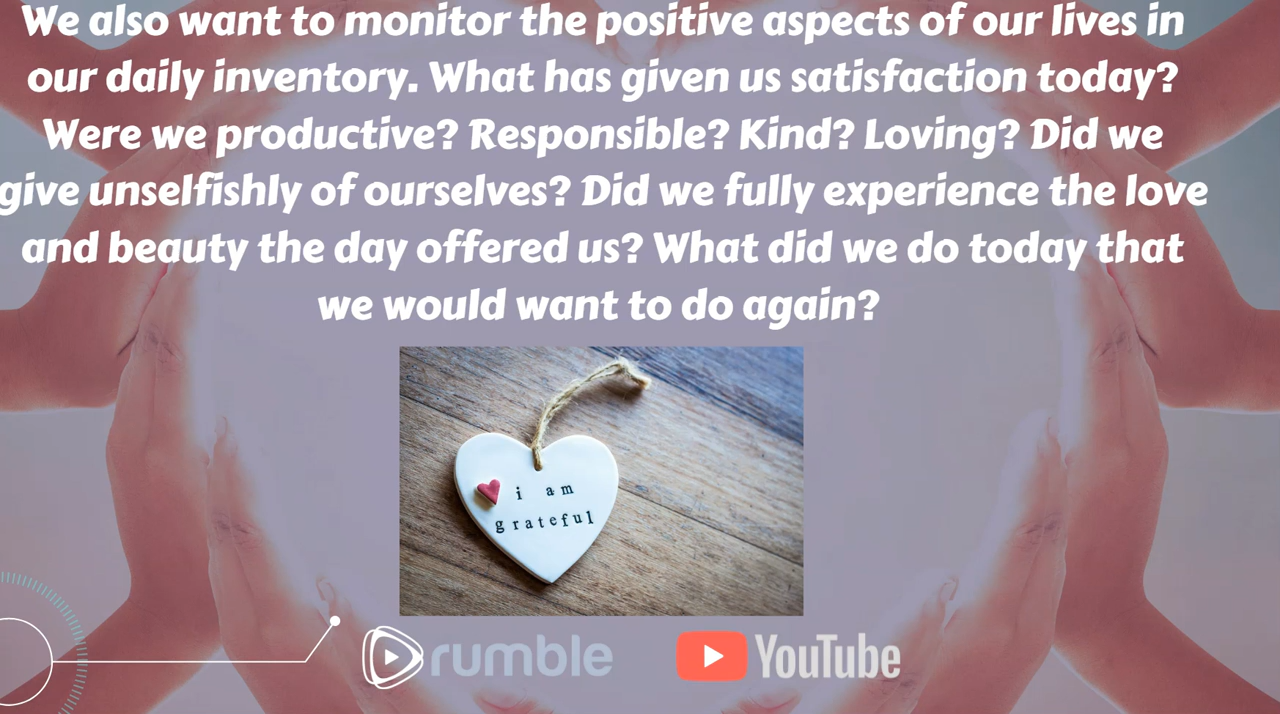 We also want to monitor the positive aspects of our lives in
our daily inventory. What has given us satisfaction today?
Were we productive? Responsible? Kind? Loving? Did we
give unselfishly of ourselves? Did we fully experience the love
and beauty the day offered us? What did we do today that
we would want to do again?
i am
grateful
rumble
YouTube